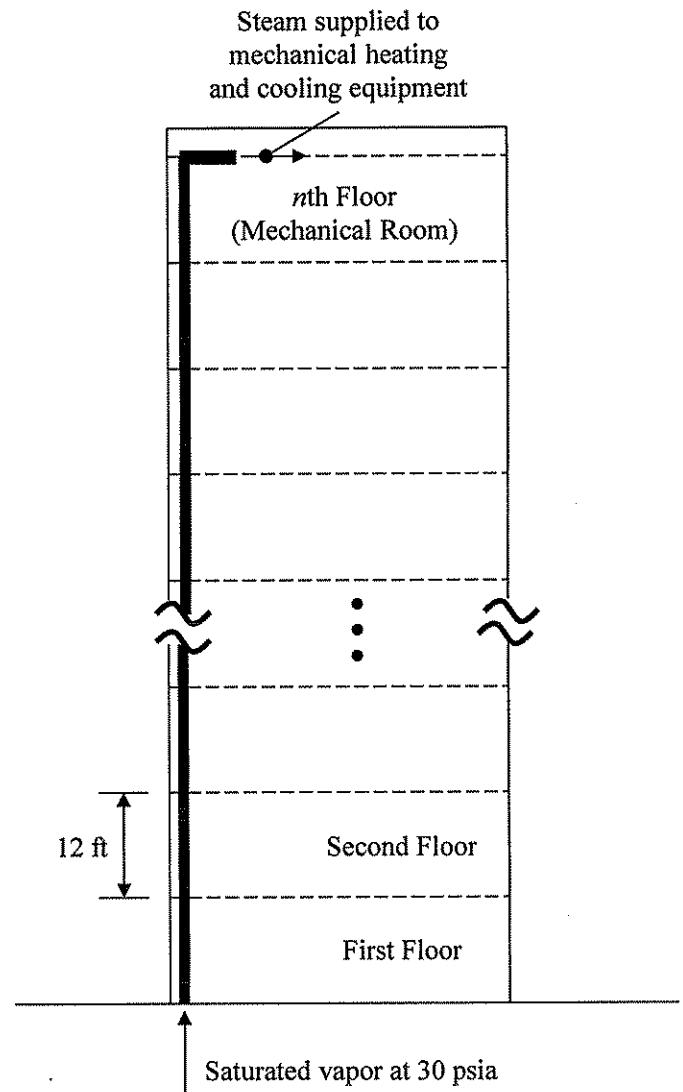 Steam supplied to
mechanical heating
and cooling equipment
nth Floor
(Mechanical Room)
12 ft
Second Floor
First Floor
Saturated vapor at 30 psia